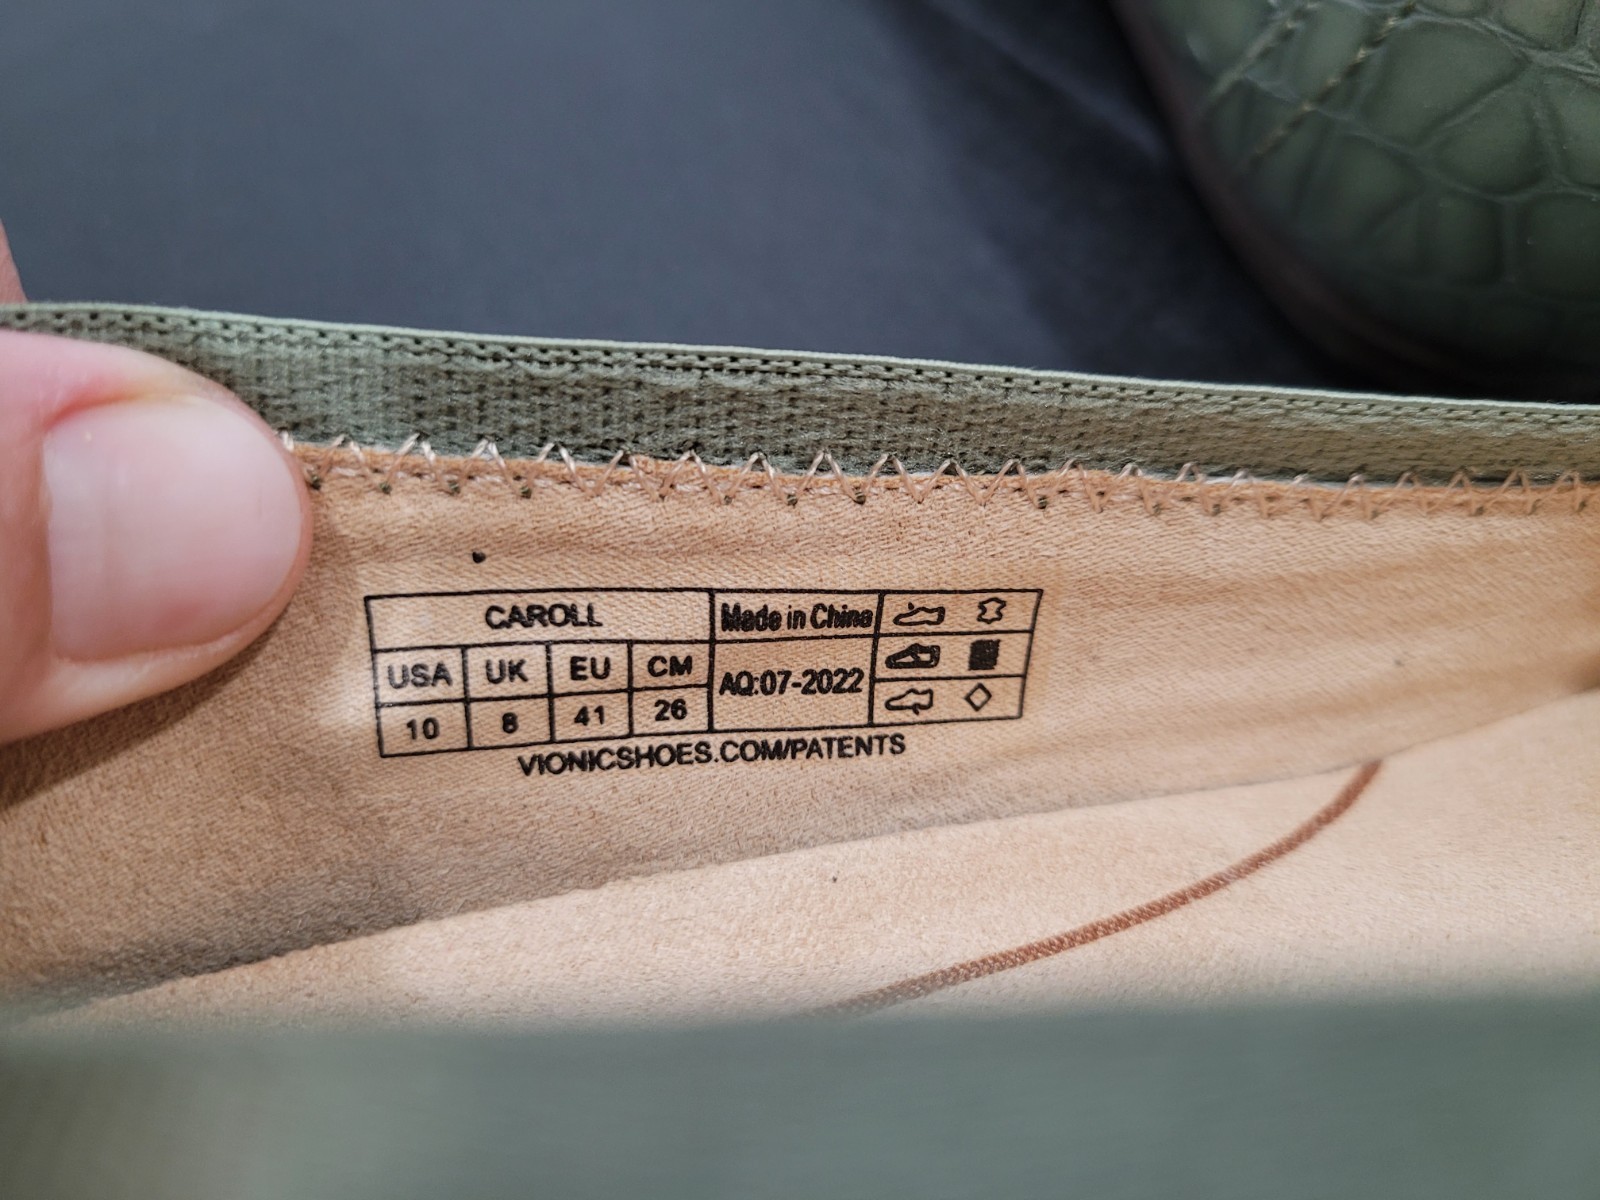 CAROLL
Made in China
USA UK EU CM
AQ:07-2022
10 8 41 26
VIONICSHOES.COM/PATENTS